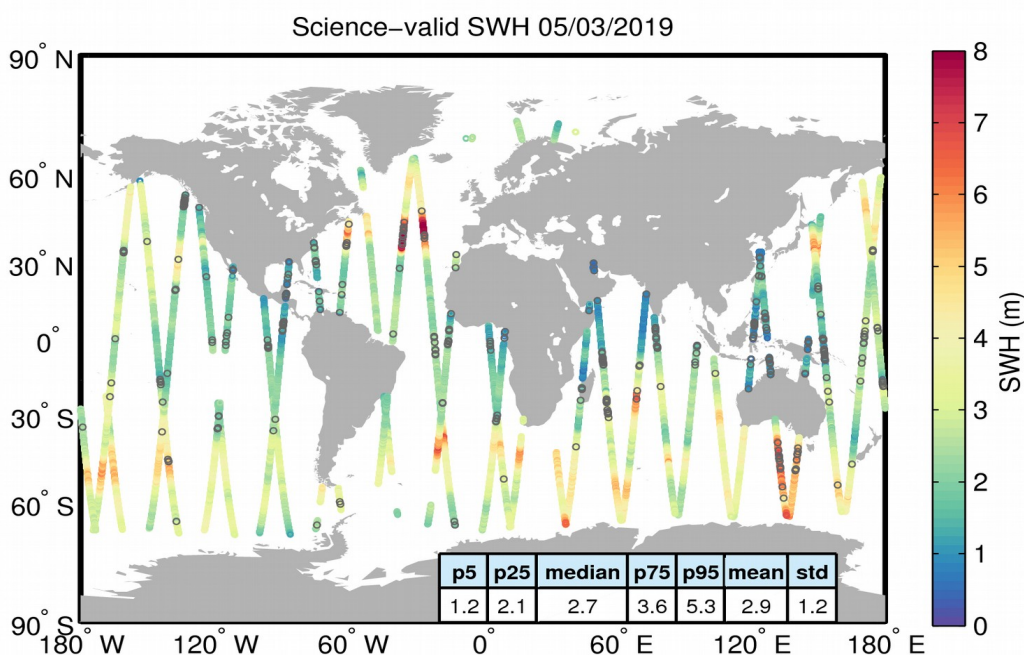 Science−valid SWH 05/03/2019
90° N
60° N
30° N
0°
30° S
60° S
90° S
180° W
120° W
60° W
0°
60° E
120° E
180° E
8
7
6
5
4
3
2
1
0
SWH (m)
p5 p25 median p75 p95 mean std
1.2 2.1 2.7 3.6 5.3 2.9 1.2